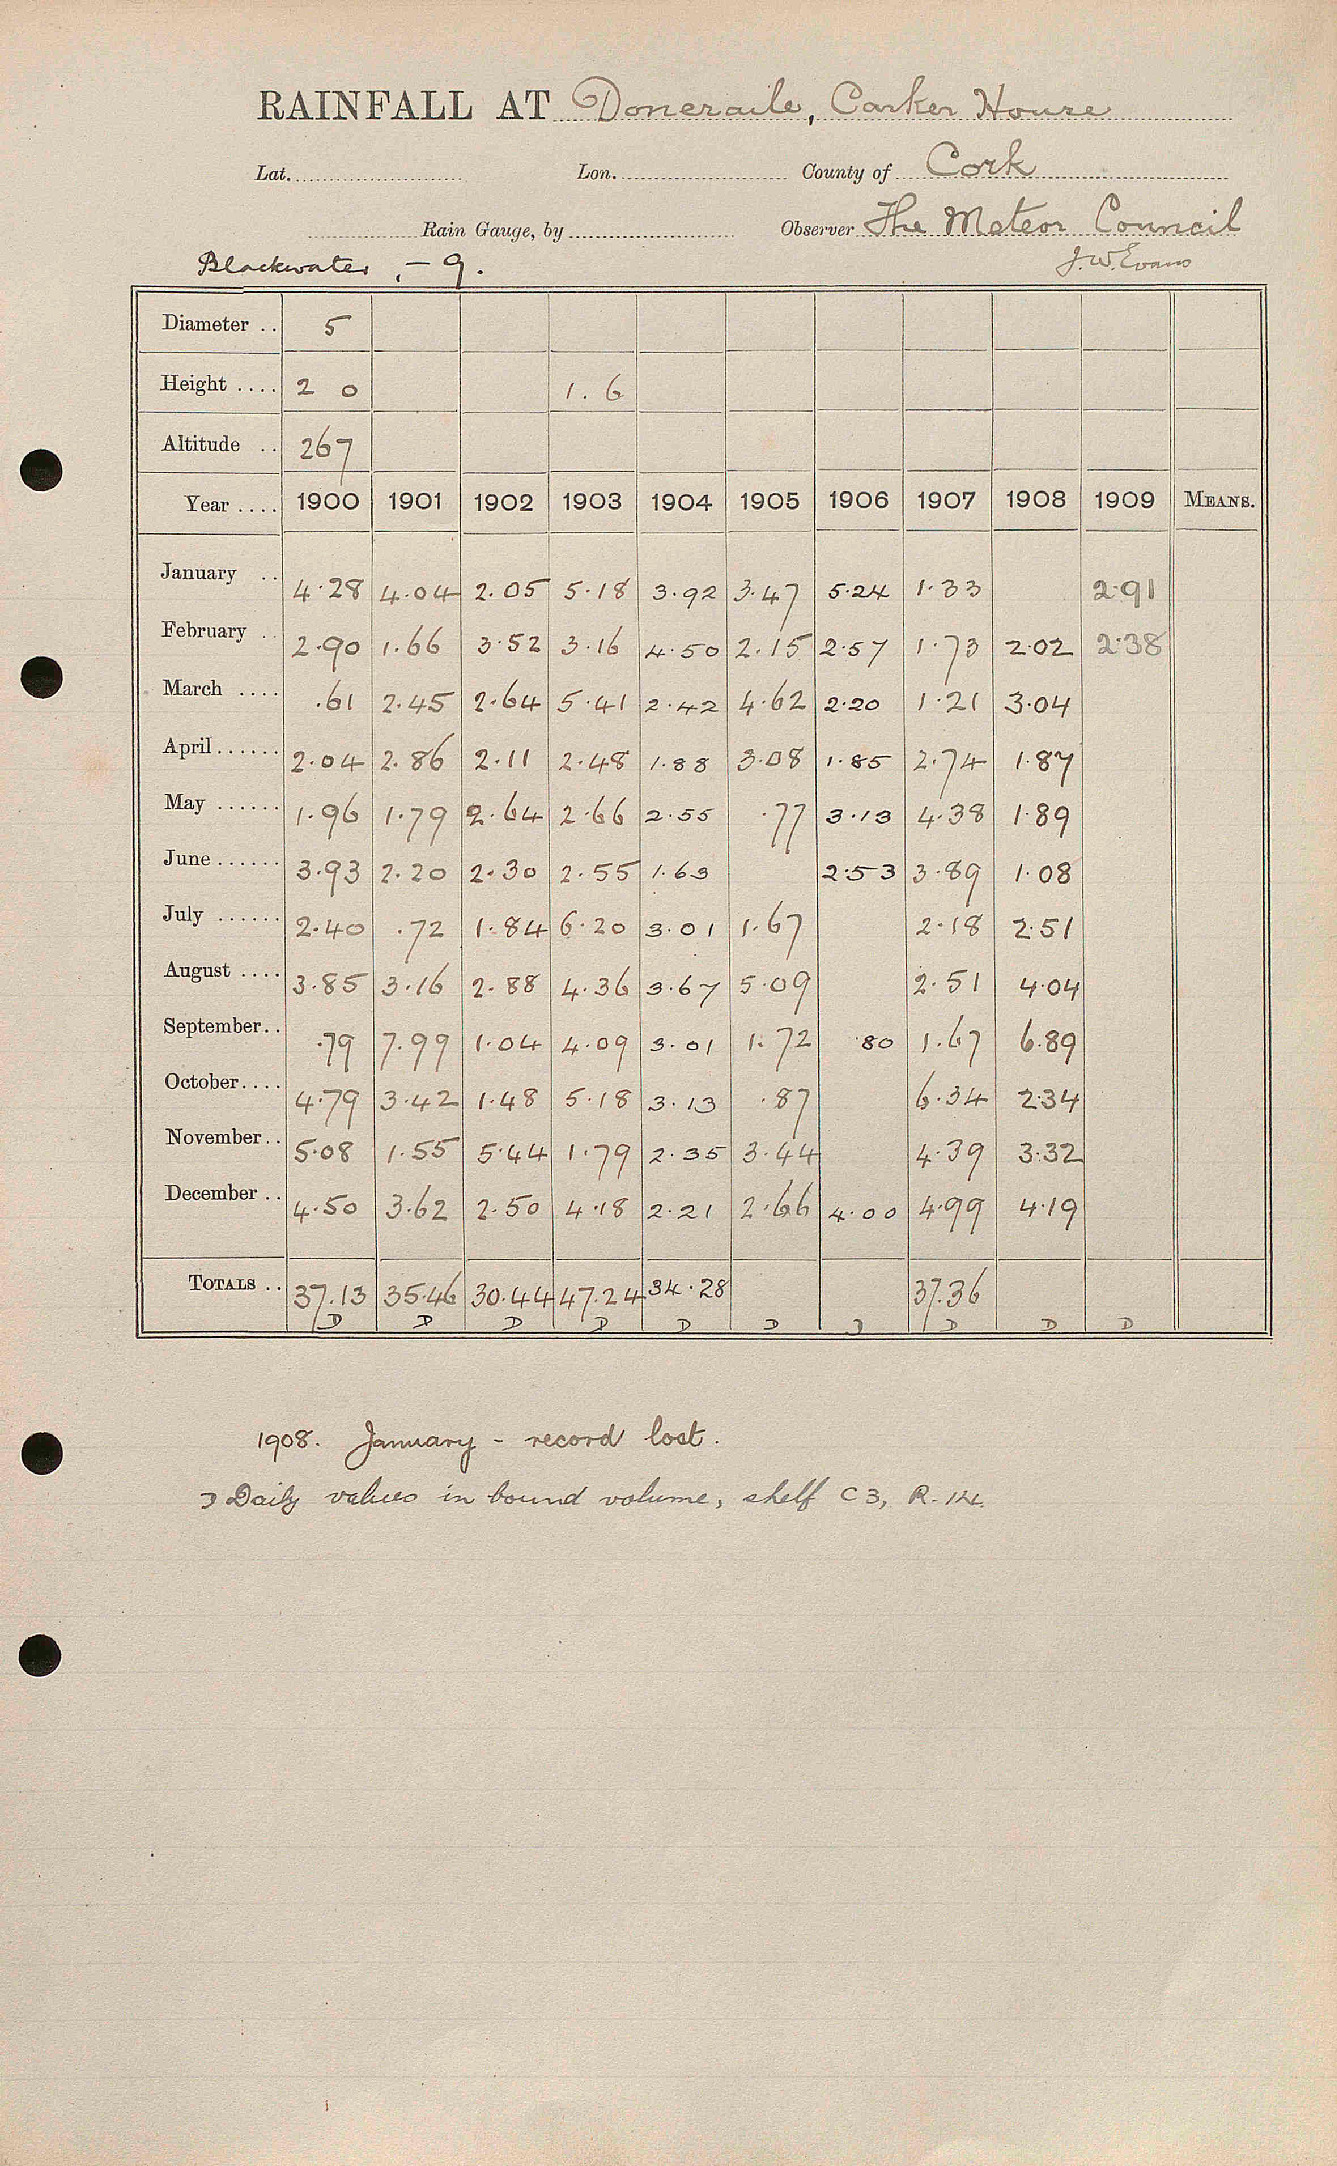 RAINFALL AT Doneraile, Carker House
Lat. Lon. County of Cork
Rain Gauge, by Observer The Meteor Council
Blackwater, - 9. J.W. Evans
Diameter .. 5
Height .... 2 0 1. 6
Altitude .. 267
Year .... 1900 1901 1902 1903 1904 1905 1906 1907 1908 1909 MEANS.
January .. 4.28 4.04 2.05 5.18 3.92 3.47 5.24 1.33 2.91
February .. 2.90 1.66 3.52 3.16 4.50 2.15 2.57 1.73 2.02 2.38
March .... .61 2.45 2.64 5.41 2.42 4.62 2.20 1.21 3.04
April...... 2.04 2.86 2.11 2.48 1.88 3.08 1.85 2.74 1.87
May ...... 1.96 1.79 2.64 2.66 2.55 .77 3.13 4.38 1.89
June...... 3.93 2.20 2.30 2.55 1.63 2.53 3.89 1.08
July ...... 2.40 .72 1.84 6.20 3.01 1.67 2.18 2.51
August .... 3.85 3.16 2.88 4.36 3.67 5.09 2.51 4.04
September.. .79 7.99 1.04 4.09 3.01 1.72 .80 1.67 6.89
October.... 4.79 3.42 1.48 5.18 3.13 .87 6.34 2.34
November.. 5.08 1.55 5.44 1.79 2.35 3.44 4.39 3.32
December .. 4.50 3.62 2.50 4.18 2.21 2.66 4.00 4.99 4.19
TOTALS .. 37.13 35.46 30.44 47.24 34.28 37.36
D D D D D D D D D D
1908. January - record lost.
D Daily values in bound volume, shelf C3, R. 14.